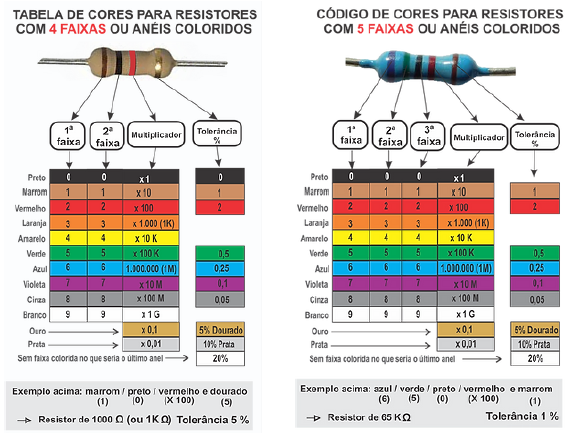 TABELA DE CORES PARA RESISTORES
COM 4 FAIXAS OU ANÉIS COLORIDOS
1ª faixa
2ª faixa
Multiplicador
Tolerância %
Preto 0 0 x 1 0
Marrom 1 1 x 10 1
Vermelho 2 2 x 100 2
Laranja 3 3 x 1.000 (1K)
Amarelo 4 4 x 10 K
Verde 5 5 x 100K 0,5
Azul 6 6 1.000.000 (1M) 0.25
Violeta 7 7 x 10 M 0,1
Cinza 8 8 x 100 M 0.05
Branco 9 9 x 1 G
Ouro x 0,1 5% Dourado
Prata x 0,01 10% Prata
Sem faixa colorida no que seria o último anel 20%
Exemplo acima: marrom / preto / vermelho e dourado
(1) (0) (X 100) (5)
Resistor de 1000 Ω (ou 1K Ω) Tolerância 5 %
CÓDIGO DE CORES PARA RESISTORES
COM 5 FAIXAS OU ANÉIS COLORIDOS
1ª faixa
2ª faixa
3ª faixa
Multiplicador
Tolerância %
Preto 0 0 0 x 1
Marrom 1 1 1 x 10 1
Vermelho 2 2 2 x 100 2
Laranja 3 3 3 x 1.000 (1K)
Amarelo 4 4 4 x 10 K
Verde 5 5 5 x 100 K 0,5
Azul 6 6 6 1.000.000 (1M) 0.25
Violeta 7 7 7 x 10 M 0,1
Cinza 8 8 8 x 100 M 0,05
Branco 9 9 9 x 1 G
Ouro x 0,1 5% Dourado
Prata x 0,01 10% Prata
Sem faixa colorida no que seria o último anel 20%
Exemplo acima: azul / verde / preto / vermelho e marrom
(6) (5) (0) (X 100) (1)
Resistor de 65 KΩ Tolerância 1 %